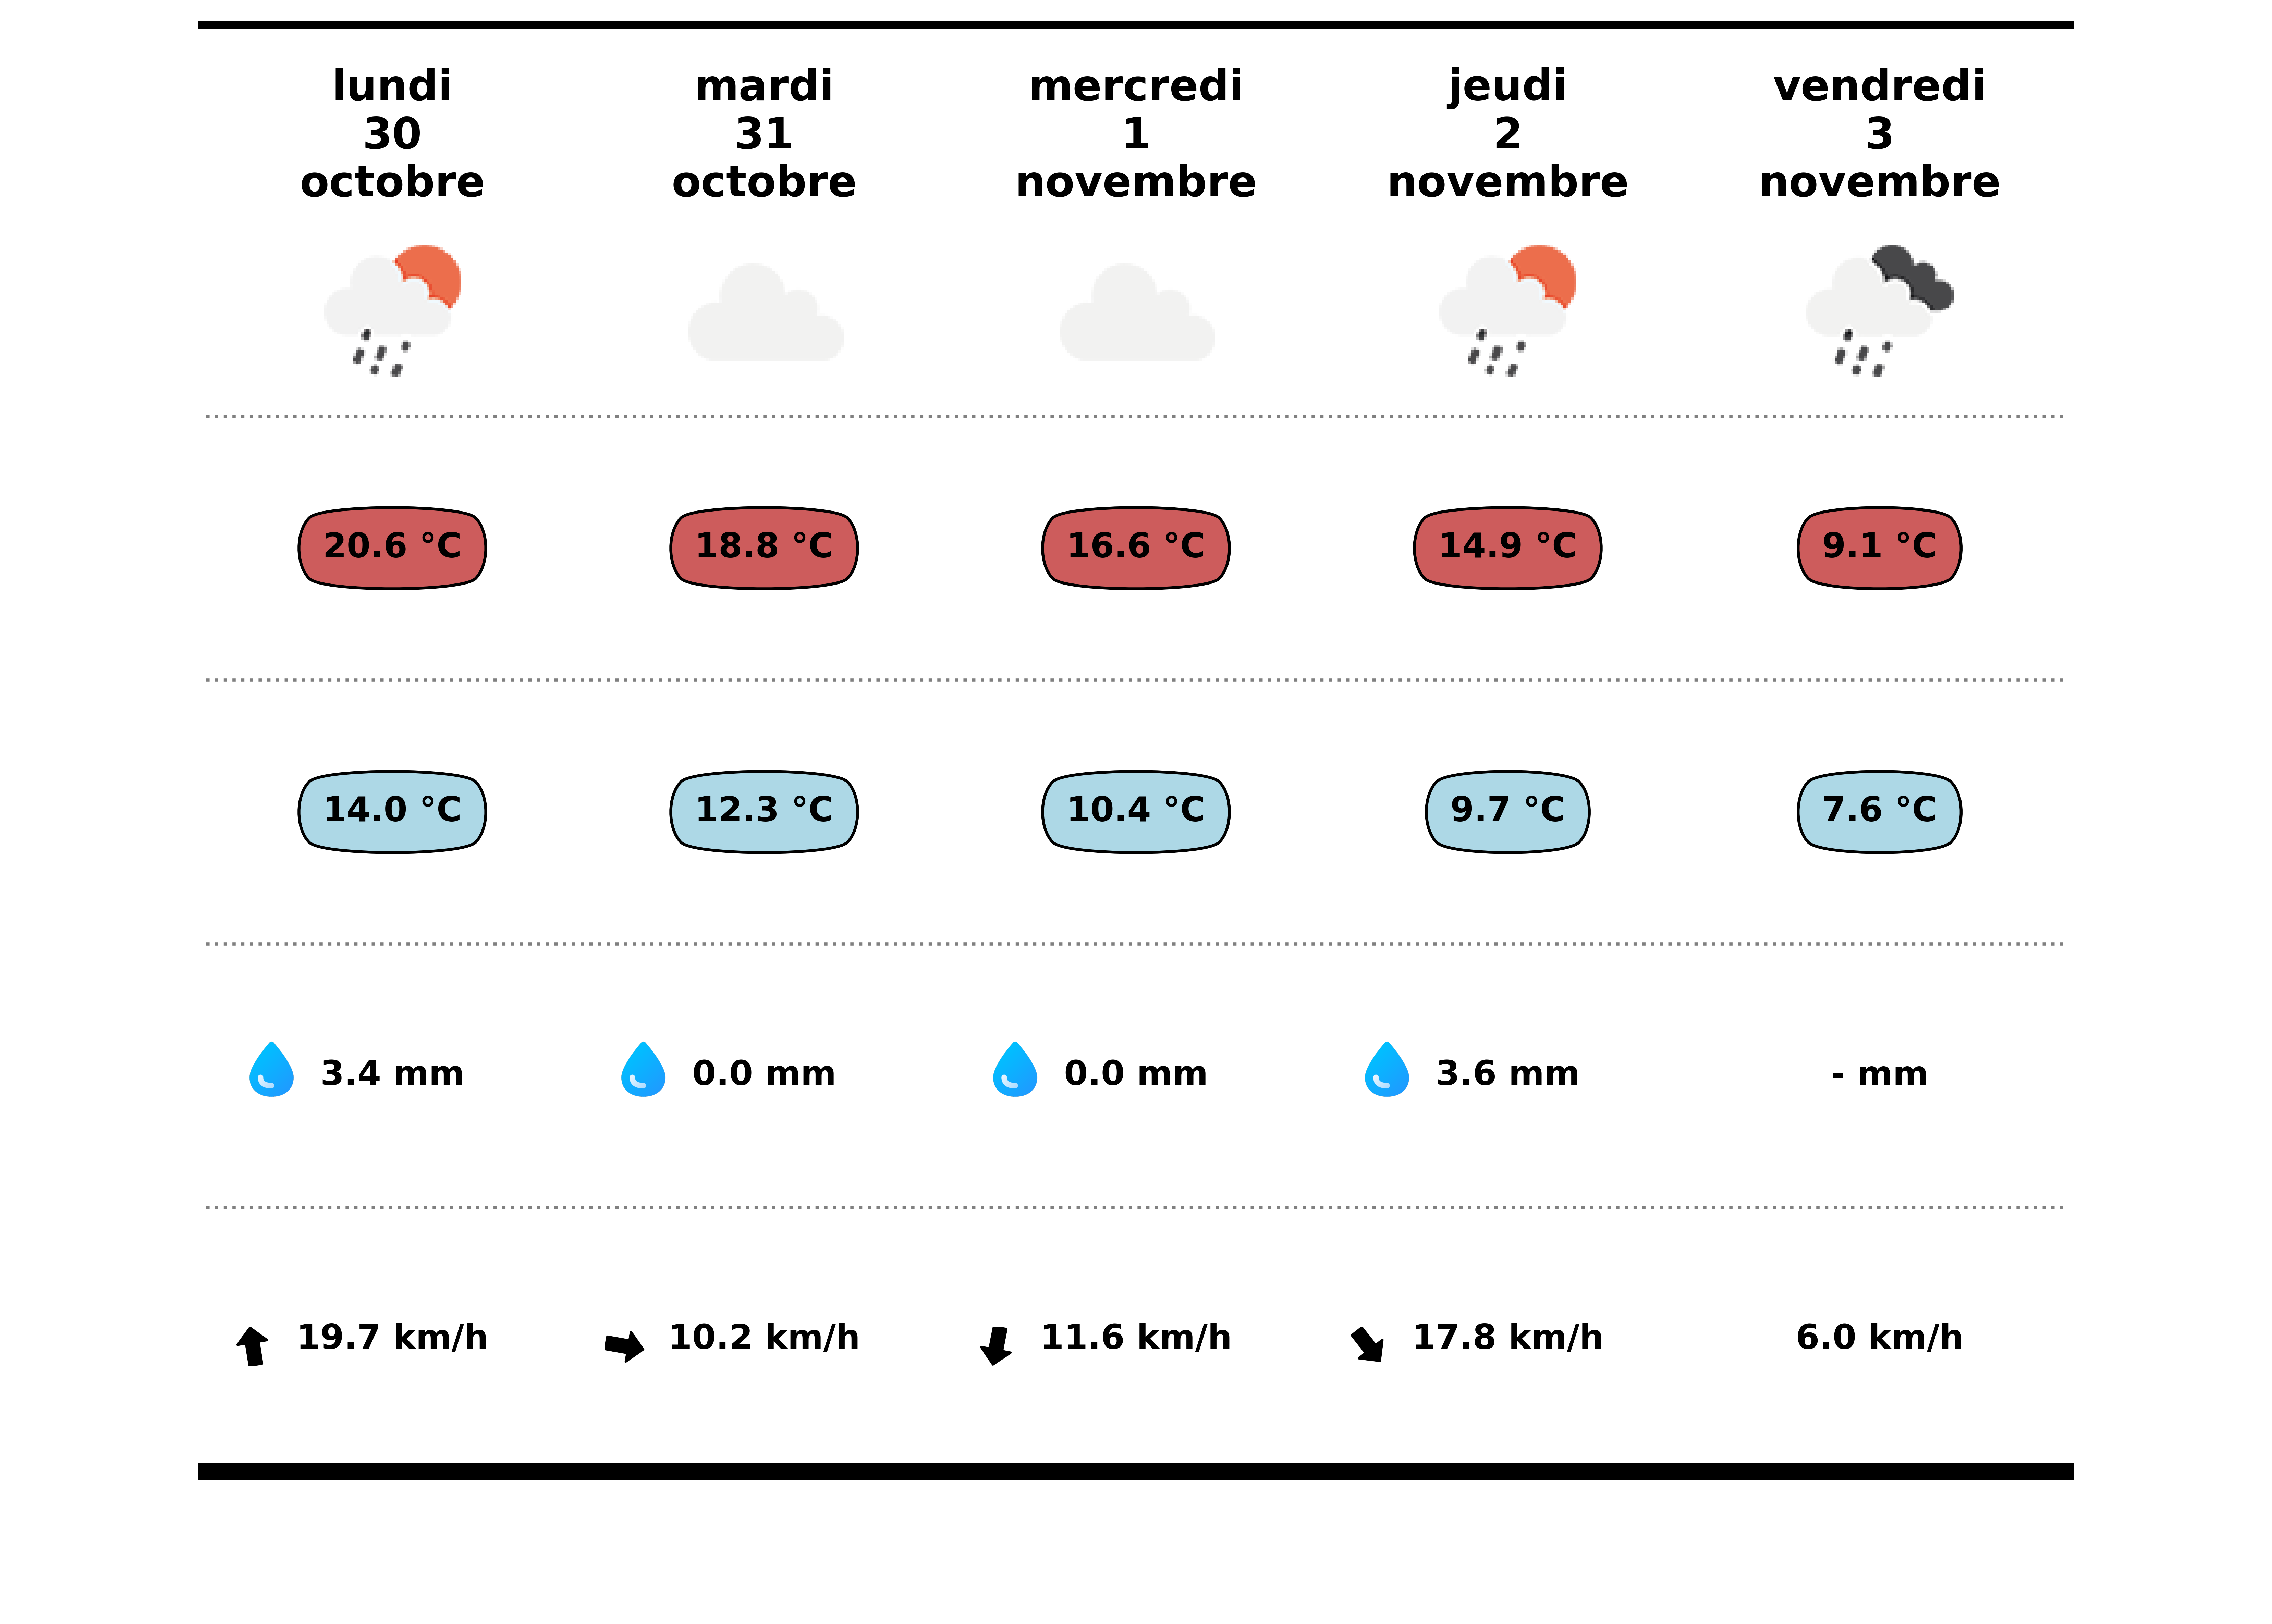 lundi
30
octobre
mardi
31
octobre
mercredi
1
novembre
jeudi
2
novembre
vendredi
3
novembre
20.6 °C
18.8 °C
16.6 °C
14.9 °C
9.1 °C
14.0 °C
12.3 °C
10.4 °C
9.7 °C
7.6 °C
3.4 mm
0.0 mm
0.0 mm
3.6 mm
- mm
19.7 km/h
10.2 km/h
11.6 km/h
17.8 km/h
6.0 km/h